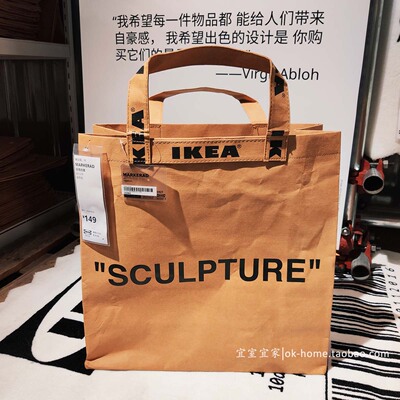 "我希望每一件物品都 能给人们带来
自豪感，我希望出色的设计是 你购
买它们的
——Virgil Abloh
IKEA
IKEA
MARKERAD
149
MARKERAD
"SCULPTURE"
宜室宜家|ok-home.taobao.com